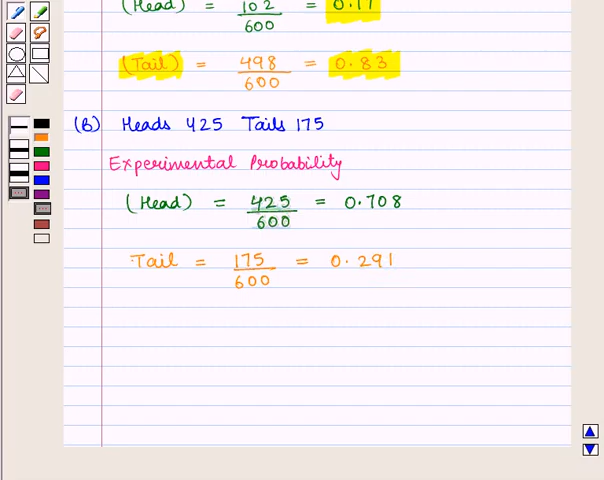 (Head) = 102/600 = 0.17
(Tail) = 498/600 = 0.83
(B) Heads 425 Tails 175
Experimental Probability
(Head) = 425/600 = 0.708
Tail = 175/600 = 0.291